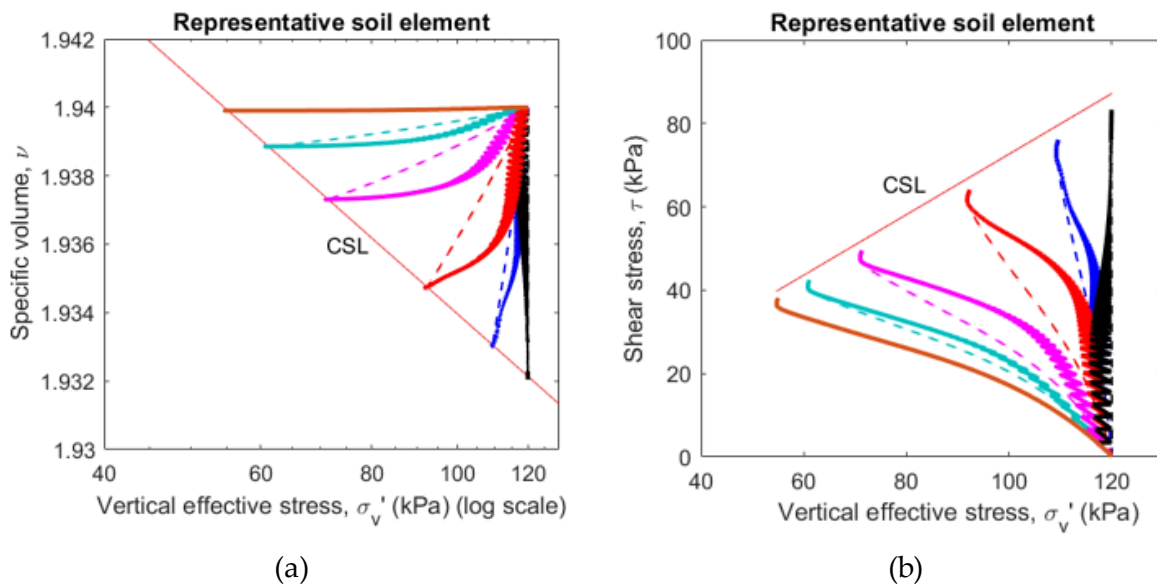 Representative soil element
1.942
1.94
1.938
1.936
1.934
1.932
1.93
Specific volume, ν
CSL
40
60
80
100
120
Vertical effective stress, σv' (kPa) (log scale)
(a)
Representative soil element
100
80
60
40
20
0
Shear stress, τ (kPa)
CSL
40
60
80
100
120
Vertical effective stress, σv' (kPa)
(b)